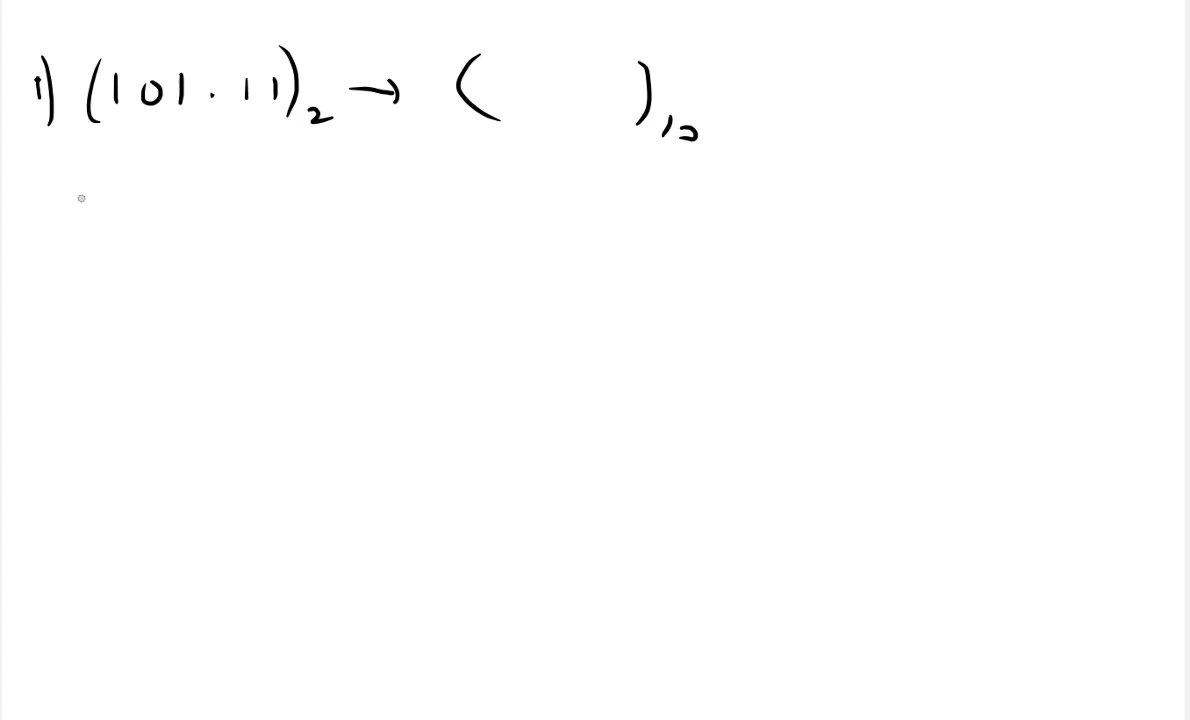 1) (101.11)₂ → (      )₁₀